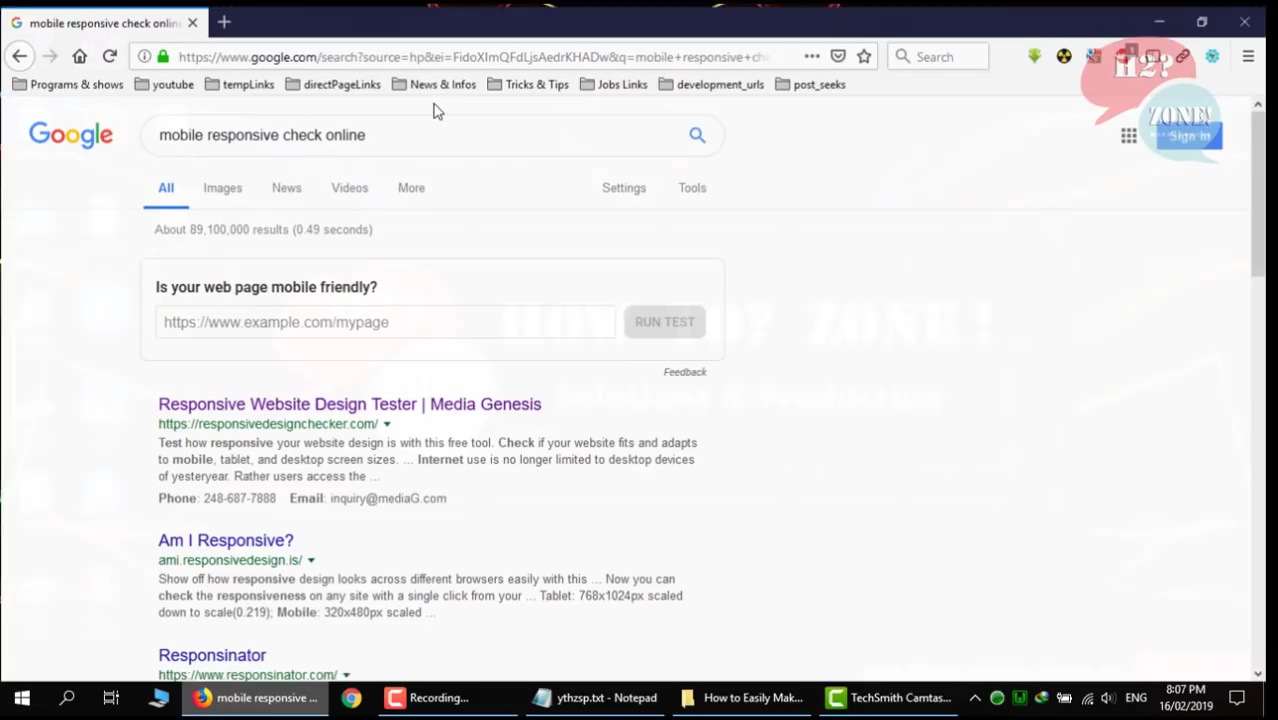 mobile responsive check online
https://www.google.com/search?source=hp&ei=FidoXImQFdLjsAedrKHADw&q=mobile+responsive+ch
Search
Programs & shows
youtube
tempLinks
directPageLinks
News & Infos
Tricks & Tips
Jobs Links
development_urls
post_seeks
H2?
ZONE!
Google
mobile responsive check online
Sign in
All
Images
News
Videos
More
Settings
Tools
About 89,100,000 results (0.49 seconds)
Is your web page mobile friendly?
https://www.example.com/mypage
RUN TEST
HOW TO? ZONE !
Feedback
Responsive Website Design Tester | Media Genesis
https://responsivedesignchecker.com/
Test how responsive your website design is with this free tool. Check if your website fits and adapts
to mobile, tablet, and desktop screen sizes. ... Internet use is no longer limited to desktop devices
of yesteryear. Rather users access the ...
Phone: 248-687-7888 Email: inquiry@mediaG.com
Am I Responsive?
ami.responsivedesign.is/
Show off how responsive design looks across different browsers easily with this ... Now you can
check the responsiveness on any site with a single click from your ... Tablet: 768x1024px scaled
down to scale(0.219); Mobile: 320x480px scaled ...
Responsinator
https://www.responsinator.com/
mobile responsive ...
Recording...
ythzsp.txt - Notepad
How to Easily Mak...
TechSmith Camtas...
ENG
8:07 PM
16/02/2019